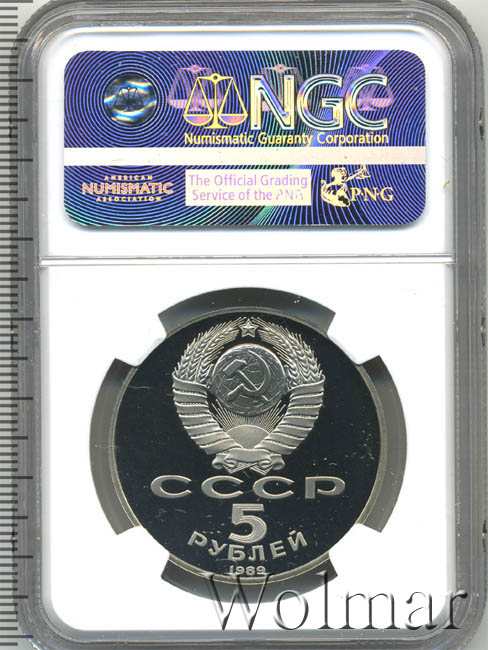 NGC
Numismatic Guaranty Corporation
AMERICAN
NUMISMATIC
ASSOCIATION
The Official Grading
Service of the PNG
PNG
СССР
5
РУБЛЕЙ
1989
Wolmar